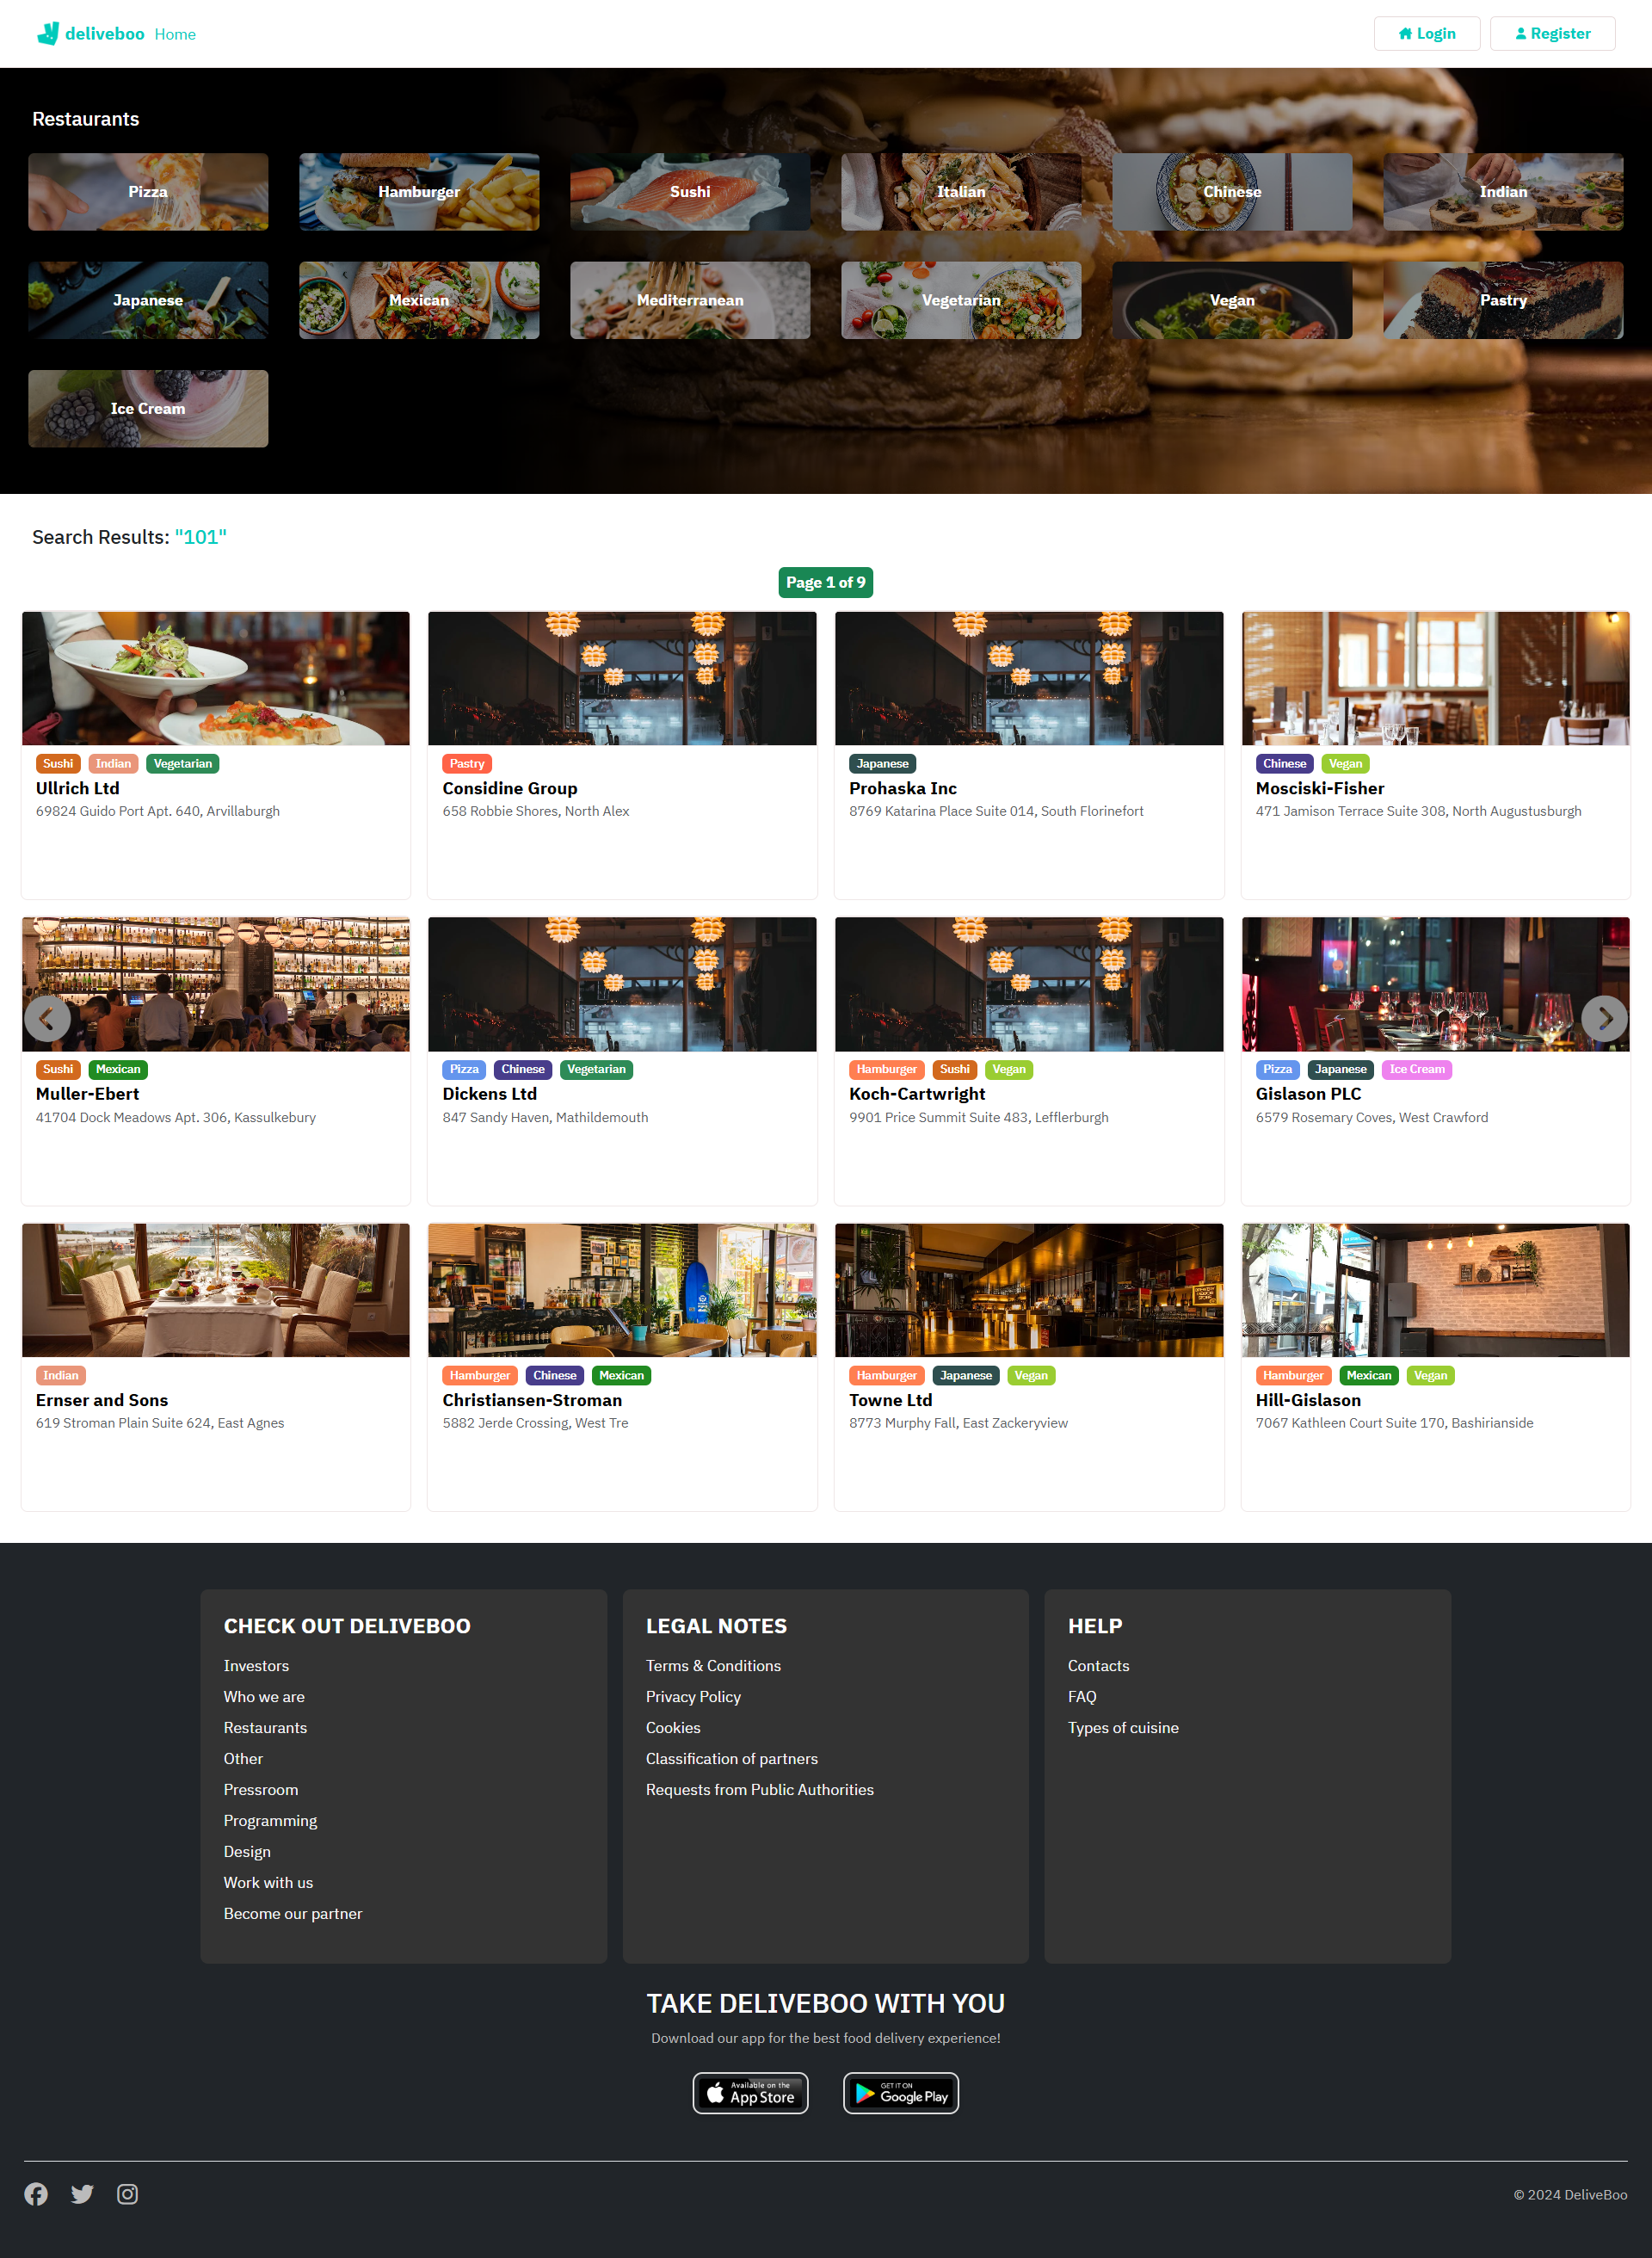 deliveboo Home Login Register
Restaurants
Pizza Hamburger Sushi Italian Chinese Indian
Japanese Mexican Mediterranean Vegetarian Vegan Pastry
Ice Cream
Search Results: "101"
Page 1 of 9
Sushi Indian Vegetarian
Ullrich Ltd
69824 Guido Port Apt. 640, Arvillaburgh
Pastry
Considine Group
658 Robbie Shores, North Alex
Japanese
Prohaska Inc
8769 Katarina Place Suite 014, South Florinefort
Chinese Vegan
Mosciski-Fisher
471 Jamison Terrace Suite 308, North Augustusburgh
Sushi Mexican
Muller-Ebert
41704 Dock Meadows Apt. 306, Kassulkebury
Pizza Chinese Vegetarian
Dickens Ltd
847 Sandy Haven, Mathildemouth
Hamburger Sushi Vegan
Koch-Cartwright
9901 Price Summit Suite 483, Lefflerburgh
Pizza Japanese Ice Cream
Gislason PLC
6579 Rosemary Coves, West Crawford
Indian
Ernser and Sons
619 Stroman Plain Suite 624, East Agnes
Hamburger Chinese Mexican
Christiansen-Stroman
5882 Jerde Crossing, West Tre
Hamburger Japanese Vegan
Towne Ltd
8773 Murphy Fall, East Zackeryview
Hamburger Mexican Vegan
Hill-Gislason
7067 Kathleen Court Suite 170, Bashirianside
CHECK OUT DELIVEBOO
Investors
Who we are
Restaurants
Other
Pressroom
Programming
Design
Work with us
Become our partner
LEGAL NOTES
Terms & Conditions
Privacy Policy
Cookies
Classification of partners
Requests from Public Authorities
HELP
Contacts
FAQ
Types of cuisine
TAKE DELIVEBOO WITH YOU
Download our app for the best food delivery experience!
Available on the
App Store
GET IT ON
Google Play
© 2024 DeliveBoo